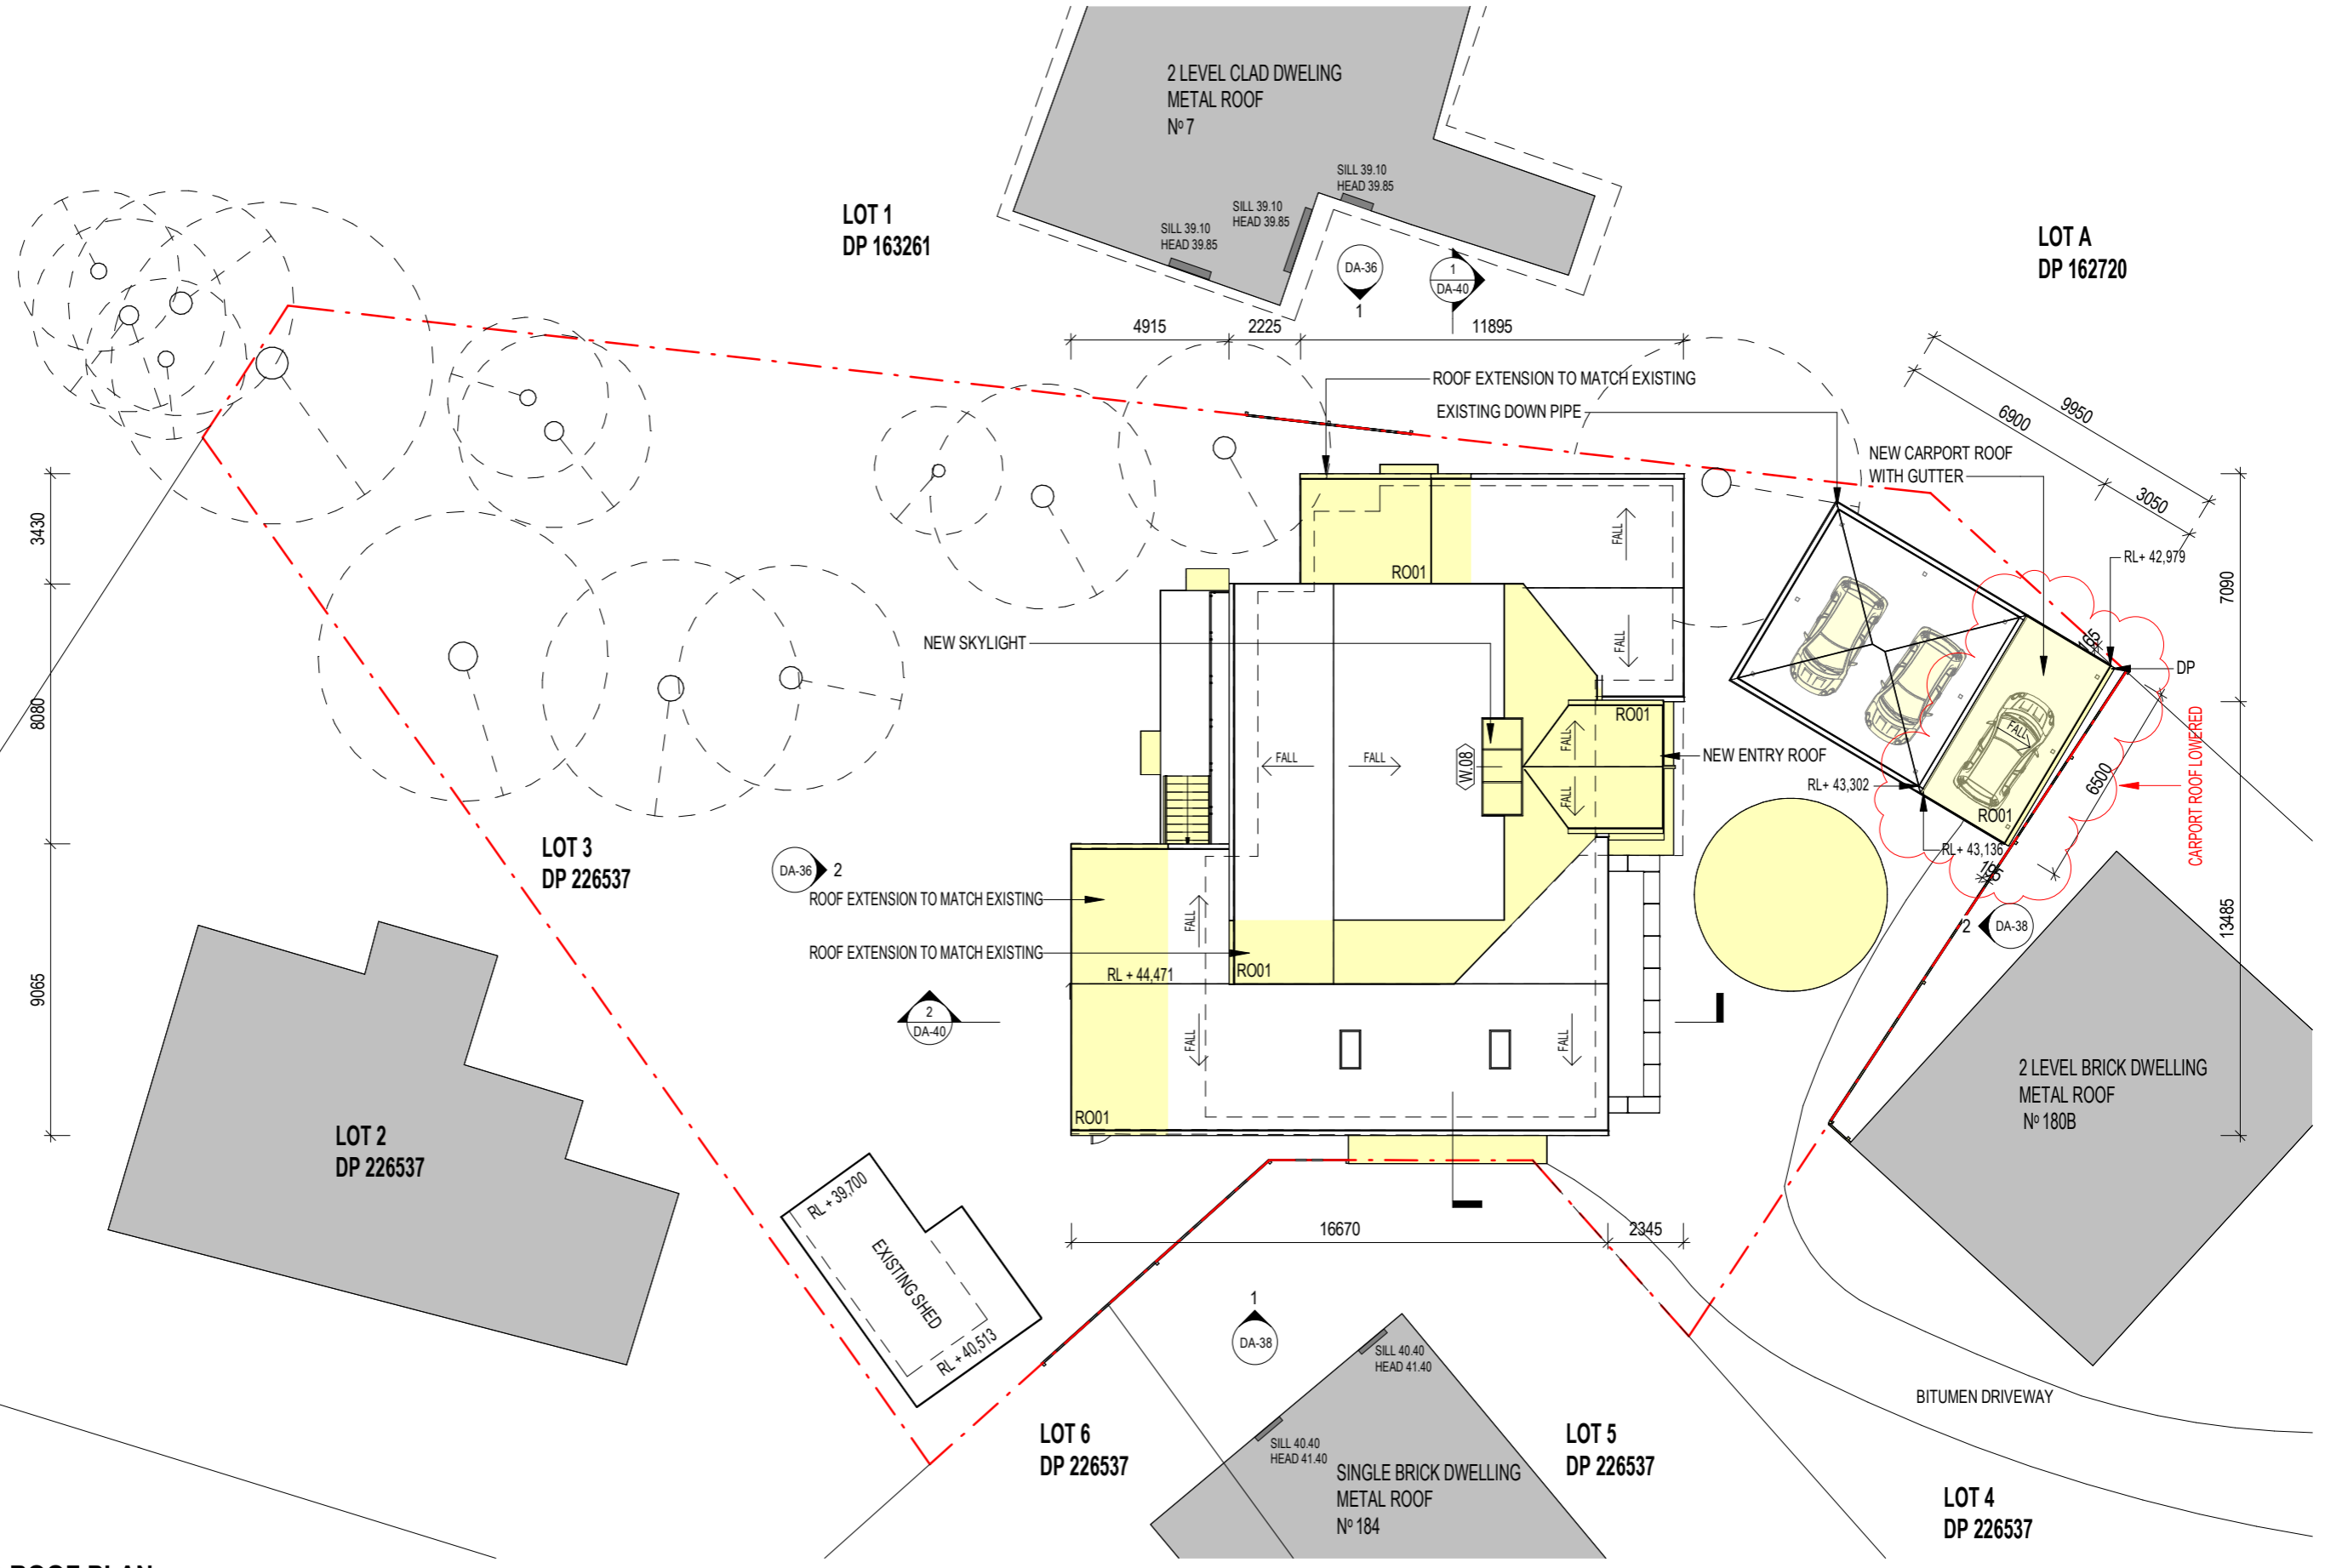 2 LEVEL CLAD DWELING
METAL ROOF
Nº 7
SILL 39.10
HEAD 39.85
SILL 39.10
HEAD 39.85
SILL 39.10
HEAD 39.85
LOT 1
DP 163261
LOT A
DP 162720
DA-36
1
1
DA-40
4915
2225
11895
ROOF EXTENSION TO MATCH EXISTING
EXISTING DOWN PIPE
9950
6900
3050
NEW CARPORT ROOF
WITH GUTTER
RL+ 42,979
3430
8080
9065
7090
13485
RO01
FALL
FALL
NEW SKYLIGHT
165
DP
RO01
FALL
FALL
FALL
FALL
W.08
NEW ENTRY ROOF
FALL
6500
CARPORT ROOF LOWERED
RL+ 43,302
RO01
RL+ 43,136
195
LOT 3
DP 226537
DA-36
2
ROOF EXTENSION TO MATCH EXISTING
FALL
2
DA-38
ROOF EXTENSION TO MATCH EXISTING
RL + 44,471
RO01
2
DA-40
FALL
FALL
RO01
2 LEVEL BRICK DWELLING
METAL ROOF
Nº 180B
LOT 2
DP 226537
RL + 39,700
EXISTING SHED
RL + 40,513
16670
2345
1
DA-38
SILL 40.40
HEAD 41.40
SILL 40.40
HEAD 41.40
BITUMEN DRIVEWAY
LOT 6
DP 226537
LOT 5
DP 226537
SINGLE BRICK DWELLING
METAL ROOF
Nº 184
LOT 4
DP 226537
ROOF PLAN